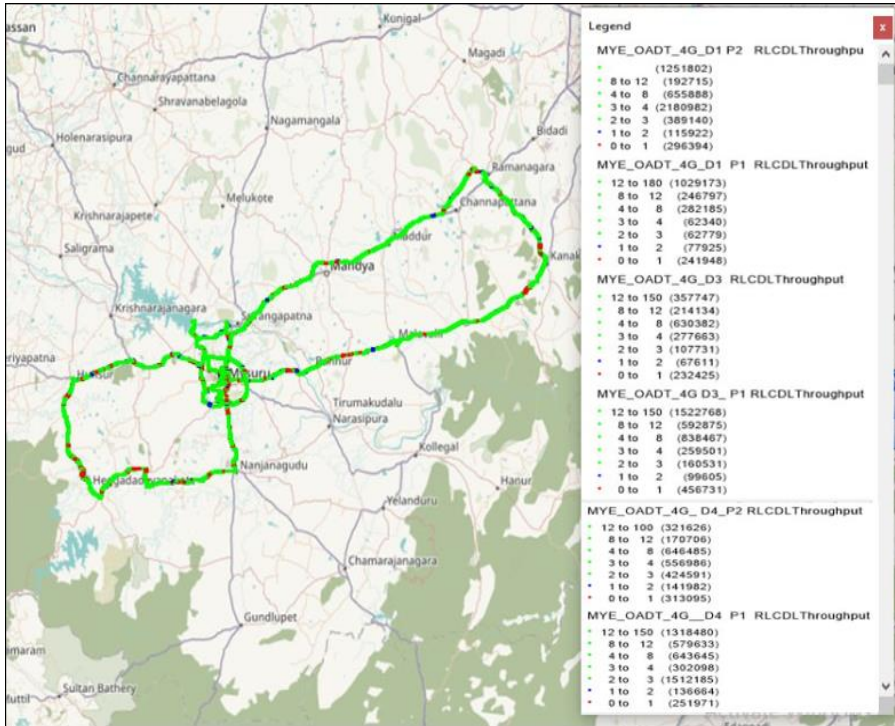 Kunigal
Magadi
Channarayapattana
Shravanabelagola
Nagamangala
Bidadi
Holenarasipura
Ramanagara
Melukote
Channapattana
Krishnarajapete
Maddur
Saligrama
Mandya
Krishnarajanagara
Mysuru
Tirumakudalu
Narasipura
Kollegal
Nanjanagudu
Hanur
Yelanduru
Chamarajanagara
Gundlupet
Sultan Bathery
Legend
x
MYE_OADT_4G_D1 P2 RLCDLThroughpu
(1251802)
8 to 12 (192715)
4 to 8 (655888)
3 to 4 (2180982)
2 to 3 (389140)
1 to 2 (115922)
0 to 1 (296394)
MYE_OADT_4G_D1 P1 RLCDLThroughput
12 to 180 (1029173)
8 to 12 (246797)
4 to 8 (282185)
3 to 4 (62340)
2 to 3 (62779)
1 to 2 (77925)
0 to 1 (241948)
MYE_OADT_4G_D3 RLCDLThroughput
12 to 150 (357747)
8 to 12 (214134)
4 to 8 (630382)
3 to 4 (277663)
2 to 3 (107731)
1 to 2 (67611)
0 to 1 (232425)
MYE_OADT_4G D3_ P1 RLCDLThroughput
12 to 150 (1522768)
8 to 12 (592875)
4 to 8 (838467)
3 to 4 (259501)
2 to 3 (160531)
1 to 2 (99605)
0 to 1 (456731)
MYE_OADT_4G_ D4_P2 RLCDLThroughput
12 to 100 (321626)
8 to 12 (170706)
4 to 8 (646485)
3 to 4 (556986)
2 to 3 (424591)
1 to 2 (141982)
0 to 1 (313095)
MYE_OADT_4G__D4 P1 RLCDLThroughput
12 to 150 (1318480)
8 to 12 (579633)
4 to 8 (643645)
3 to 4 (302098)
2 to 3 (1512185)
1 to 2 (136664)
0 to 1 (251971)